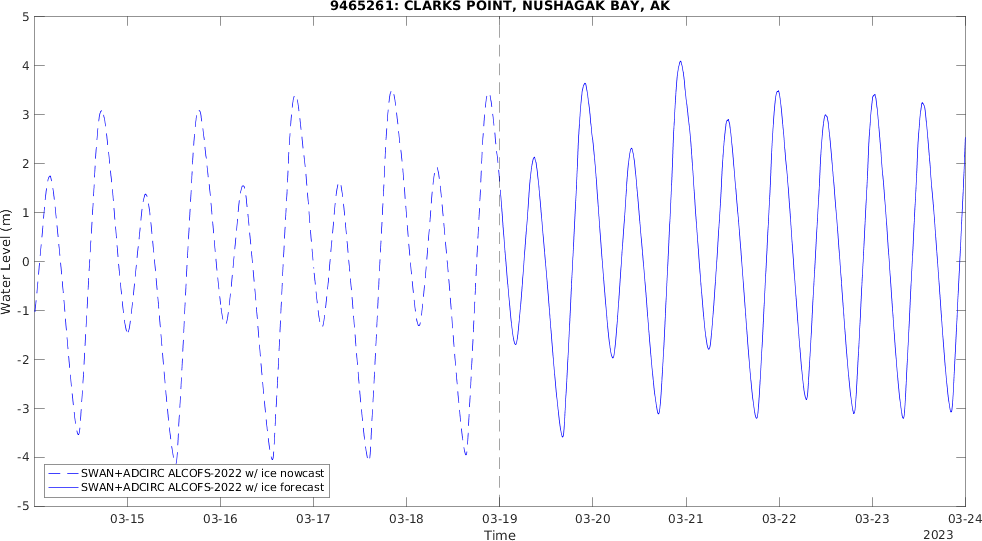 9465261: CLARKS POINT, NUSHAGAK BAY, AK
Water Level (m)
5
4
3
2
1
0
-1
-2
-3
-4
-5
SWAN+ADCIRC ALCOFS-2022 w/ ice nowcast
SWAN+ADCIRC ALCOFS-2022 w/ ice forecast
03-15 03-16 03-17 03-18 03-19 03-20 03-21 03-22 03-23 03-24
Time
2023